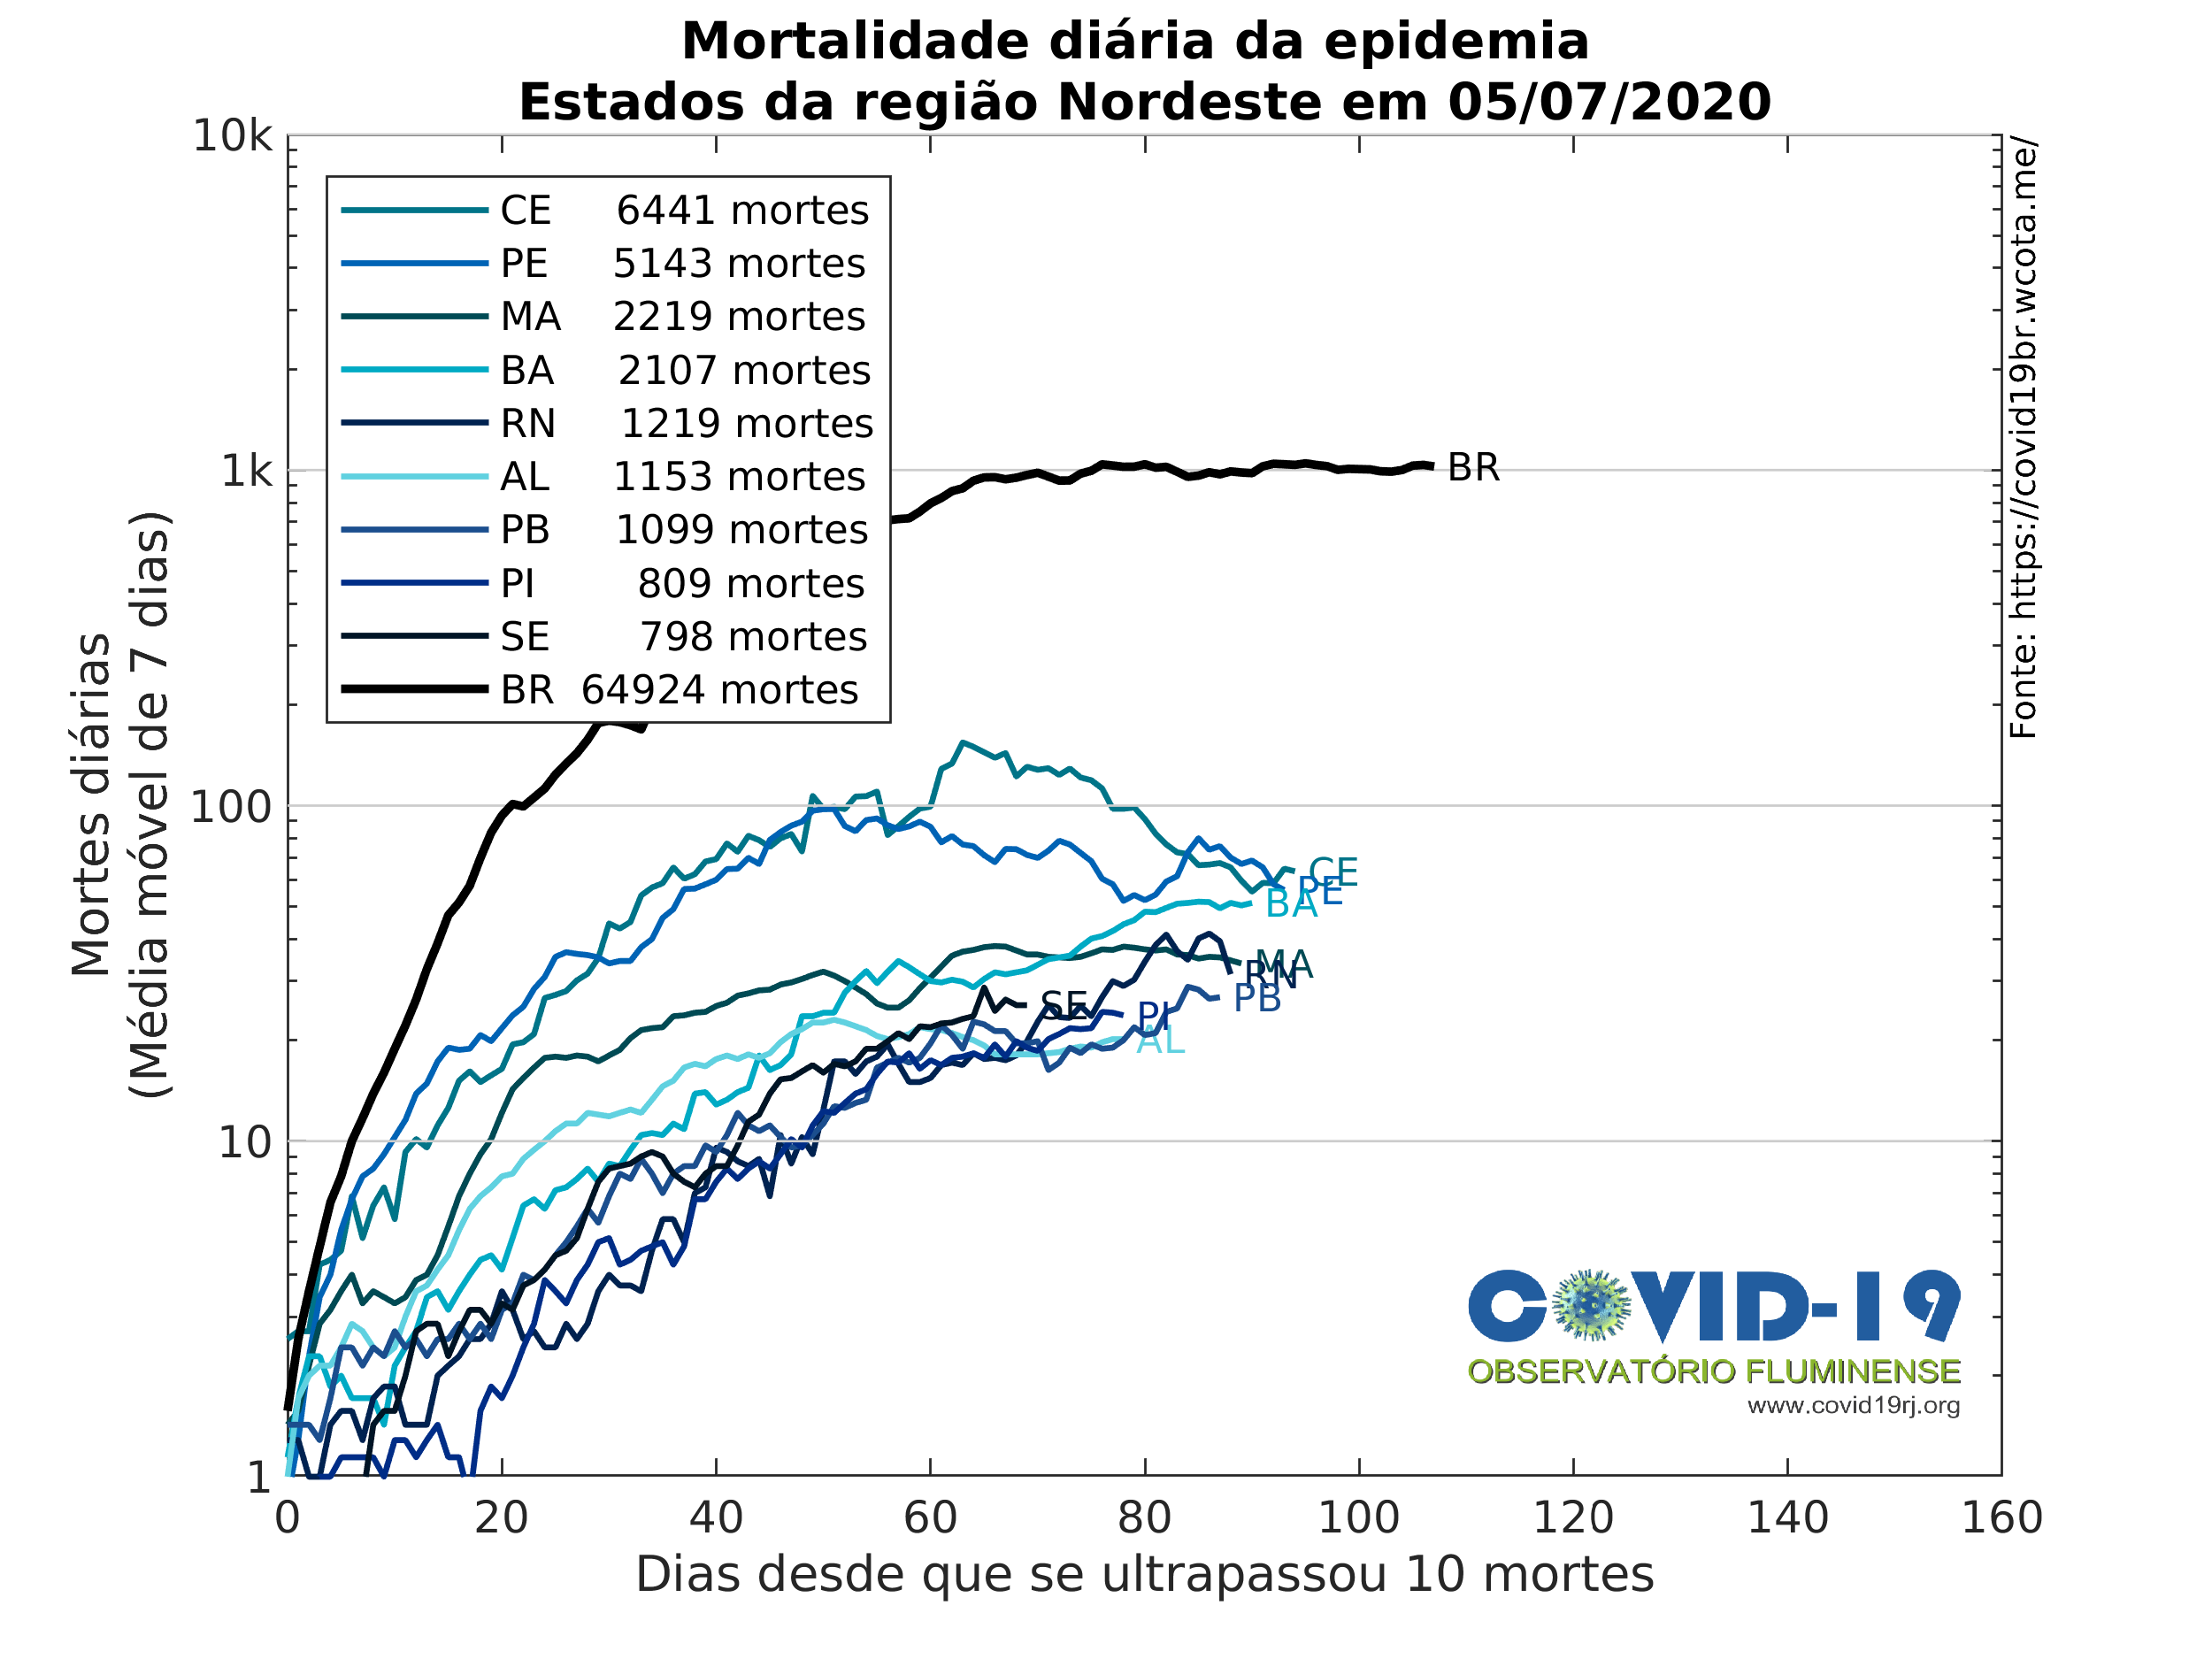 Mortalidade diária da epidemia
Estados da região Nordeste em 05/07/2020
10k
1k
100
10
1
Mortes diárias
(Média móvel de 7 dias)
CE 6441 mortes
PE 5143 mortes
MA 2219 mortes
BA 2107 mortes
RN 1219 mortes
AL 1153 mortes
PB 1099 mortes
PI 809 mortes
SE 798 mortes
BR 64924 mortes
BR
CE
PE
BA
MA
RN
PB
SE
PI
AL
Fonte: https://covid19br.wcota.me/
COVID-19
OBSERVATÓRIO FLUMINENSE
www.covid19rj.org
0 20 40 60 80 100 120 140 160
Dias desde que se ultrapassou 10 mortes